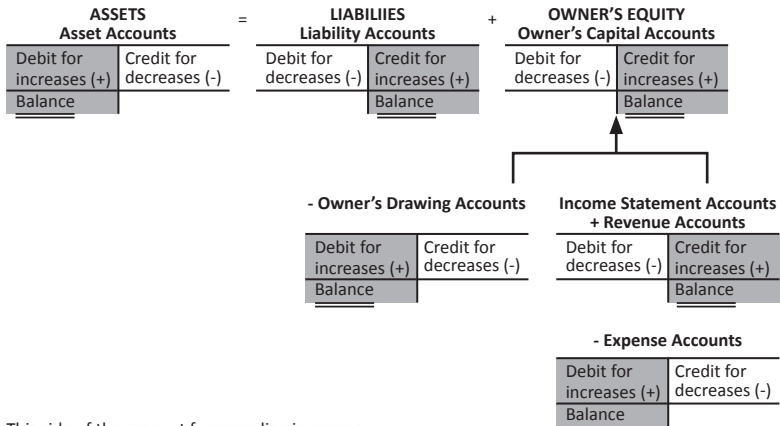 ASSETS = LIABILIIES + OWNER'S EQUITY
Asset Accounts Liability Accounts Owner's Capital Accounts
Debit for increases (+)
Credit for decreases (-)
Balance
Debit for decreases (-)
Credit for increases (+)
Balance
Debit for decreases (-)
Credit for increases (+)
Balance
- Owner's Drawing Accounts
Debit for increases (+)
Credit for decreases (-)
Balance
Income Statement Accounts
+ Revenue Accounts
Debit for decreases (-)
Credit for increases (+)
Balance
- Expense Accounts
Debit for increases (+)
Credit for decreases (-)
Balance